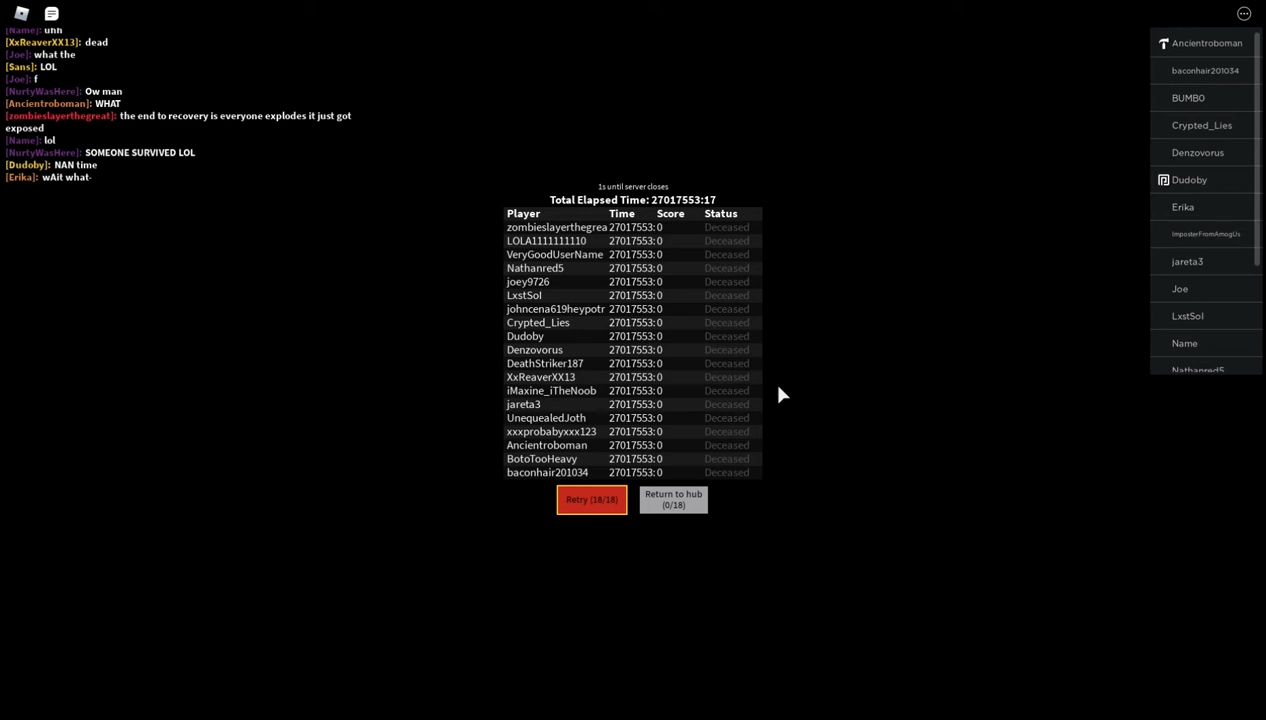 [Name]: uhh
[XxReaverXX13]: dead
[Joe]: what the
[Sans]: LOL
[Joe]: f
[NurtyWasHere]: Ow man
[Ancientroboman]: WHAT
[zombieslayerthegreat]: the end to recovery is everyone explodes it just got
exposed
[Name]: lol
[NurtyWasHere]: SOMEONE SURVIVED LOL
[Dudoby]: NAN time
[Erika]: wAit what-
1s until server closes
Total Elapsed Time: 27017553:17
Player Time Score Status
zombieslayerthegrea 27017553: 0 Deceased
LOLA1111111110 27017553: 0 Deceased
VeryGoodUserName 27017553: 0 Deceased
Nathanred5 27017553: 0 Deceased
joey9726 27017553: 0 Deceased
LxstSol 27017553: 0 Deceased
johncena619heypotr 27017553: 0 Deceased
Crypted_Lies 27017553: 0 Deceased
Dudoby 27017553: 0 Deceased
Denzovorus 27017553: 0 Deceased
DeathStriker187 27017553: 0 Deceased
XxReaverXX13 27017553: 0 Deceased
iMaxine_iTheNoob 27017553: 0 Deceased
jareta3 27017553: 0 Deceased
UnequealedJoth 27017553: 0 Deceased
xxxprobabyxxx123 27017553: 0 Deceased
Ancientroboman 27017553: 0 Deceased
BotoTooHeavy 27017553: 0 Deceased
baconhair201034 27017553: 0 Deceased
Retry (18/18)
Return to hub
(0/18)
Ancientroboman
baconhair201034
BUMB0
Crypted_Lies
Denzovorus
Dudoby
Erika
ImposterFromAmogUs
jareta3
Joe
LxstSol
Name
Nathanred5